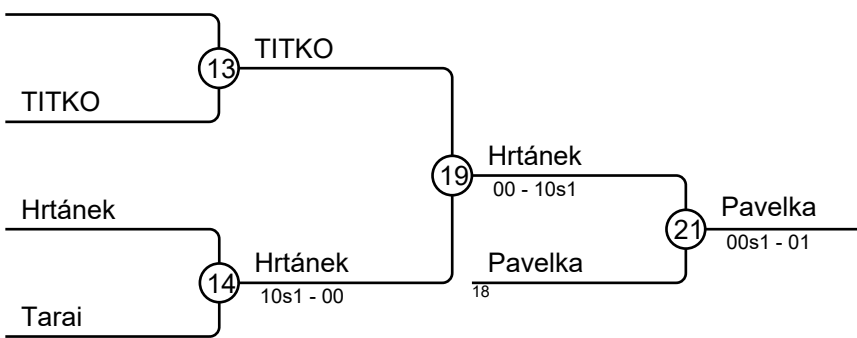 TITKO
13
TITKO
Hrtánek
19
00 - 10s1
Hrtánek
Pavelka
21
00s1 - 01
Hrtánek
14
10s1 - 00
Pavelka
18
Tarai